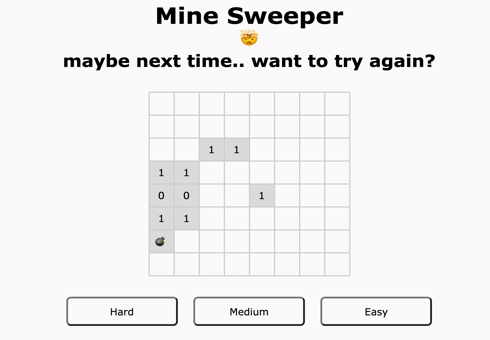 Mine Sweeper
maybe next time.. want to try again?
1 1
1 1
0 0 1
1 1
Hard Medium Easy